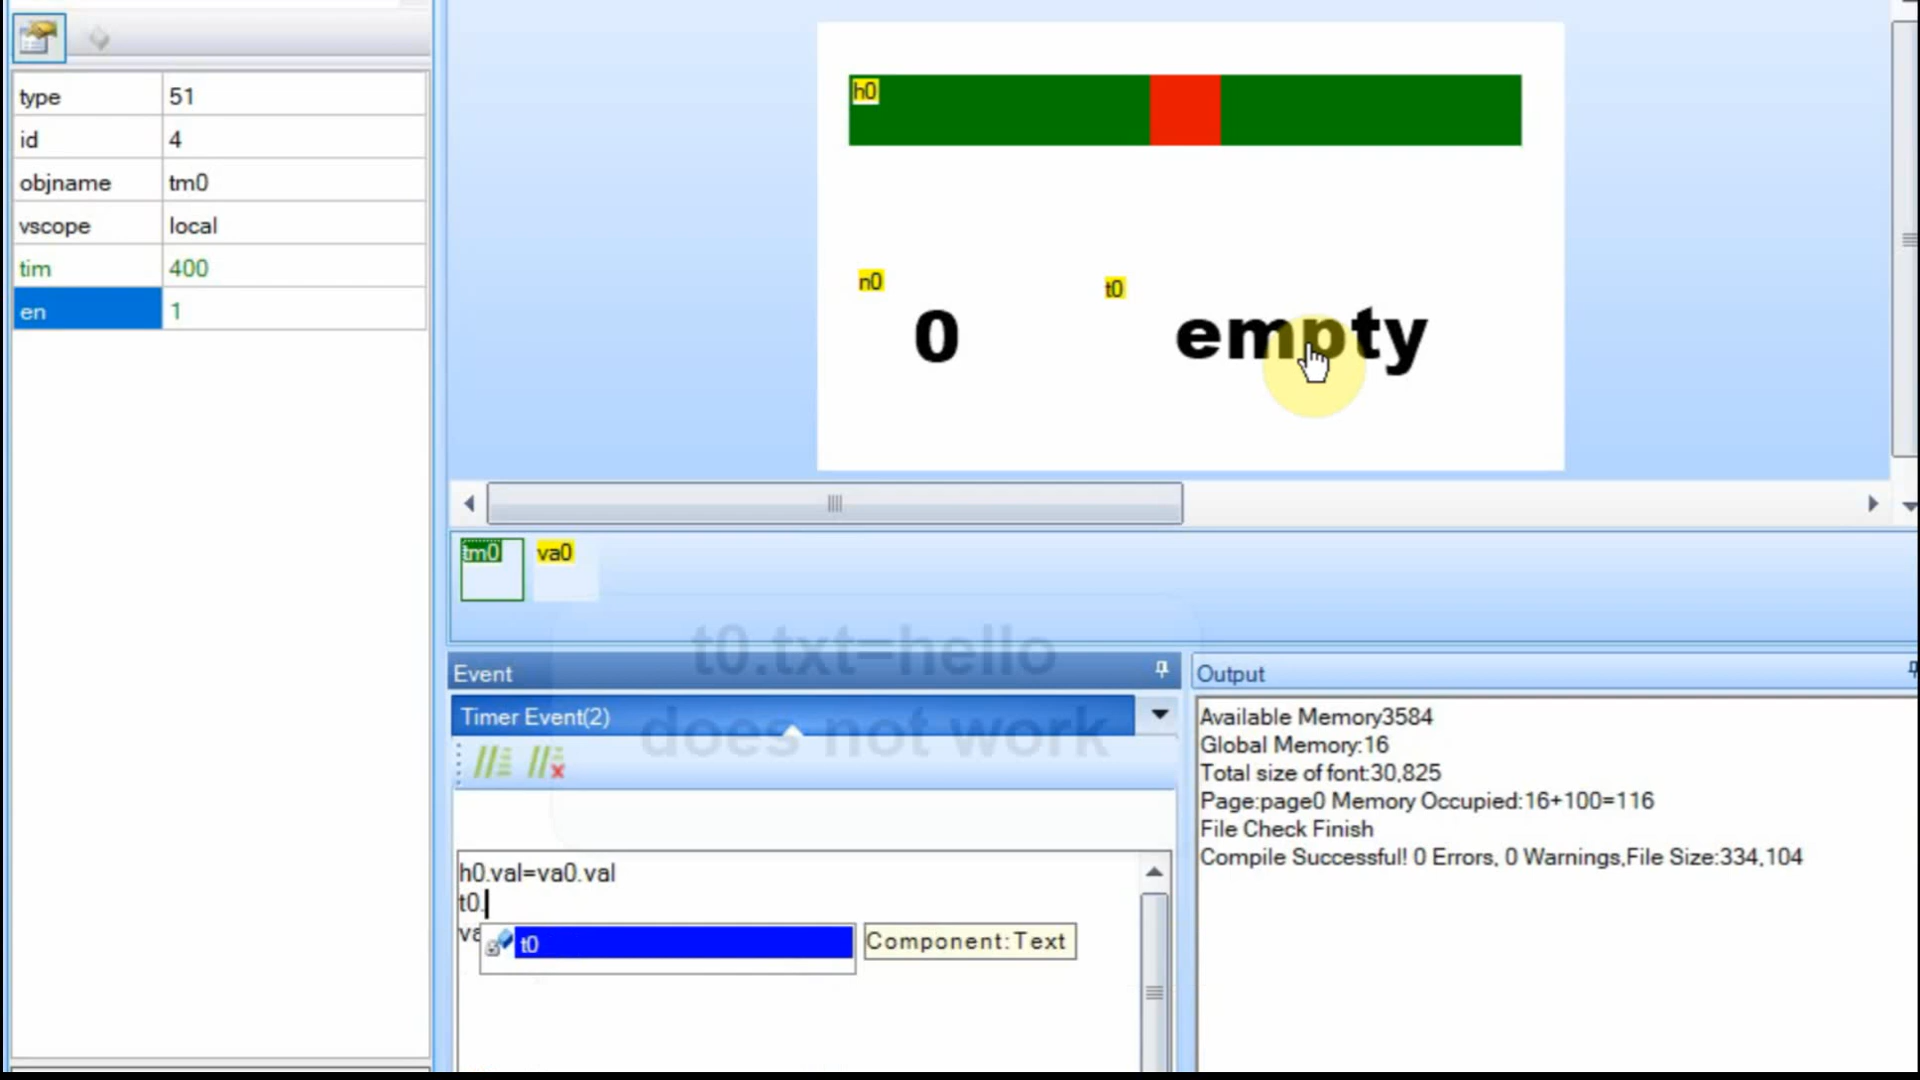 type 51
id 4
objname tm0
vscope local
tim 400
en 1
h0
n0
t0
0
empty
tm0
va0
t0.txt=hello
does not work
Event
Timer Event(2)
h0.val=va0.val
t0.
va
t0
Component:Text
Output
Available Memory3584
Global Memory:16
Total size of font:30,825
Page:page0 Memory Occupied:16+100=116
File Check Finish
Compile Successful! 0 Errors, 0 Warnings,File Size:334,104